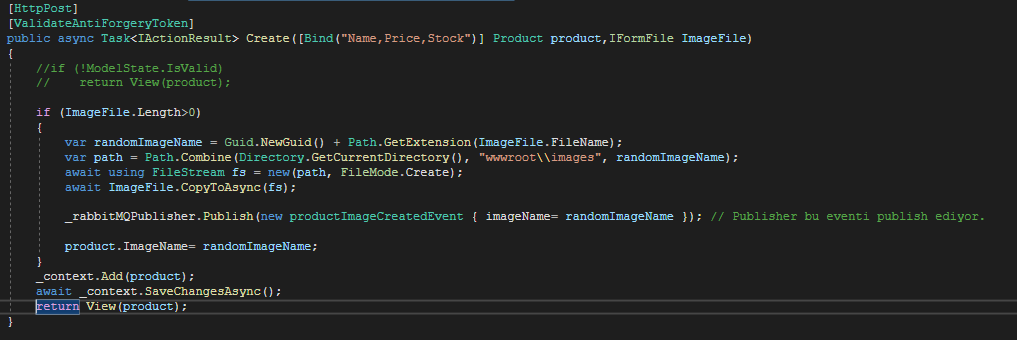 [HttpPost]
[ValidateAntiForgeryToken]
public async Task<IActionResult> Create([Bind("Name,Price,Stock")] Product product,IFormFile ImageFile)
{
//if (!ModelState.IsValid)
//    return View(product);
if (ImageFile.Length>0)
{
var randomImageName = Guid.NewGuid() + Path.GetExtension(ImageFile.FileName);
var path = Path.Combine(Directory.GetCurrentDirectory(), "wwwroot\\images", randomImageName);
await using FileStream fs = new(path, FileMode.Create);
await ImageFile.CopyToAsync(fs);
_rabbitMQPublisher.Publish(new productImageCreatedEvent { imageName= randomImageName }); // Publisher bu eventi publish ediyor.
product.ImageName= randomImageName;
}
_context.Add(product);
await _context.SaveChangesAsync();
return View(product);
}